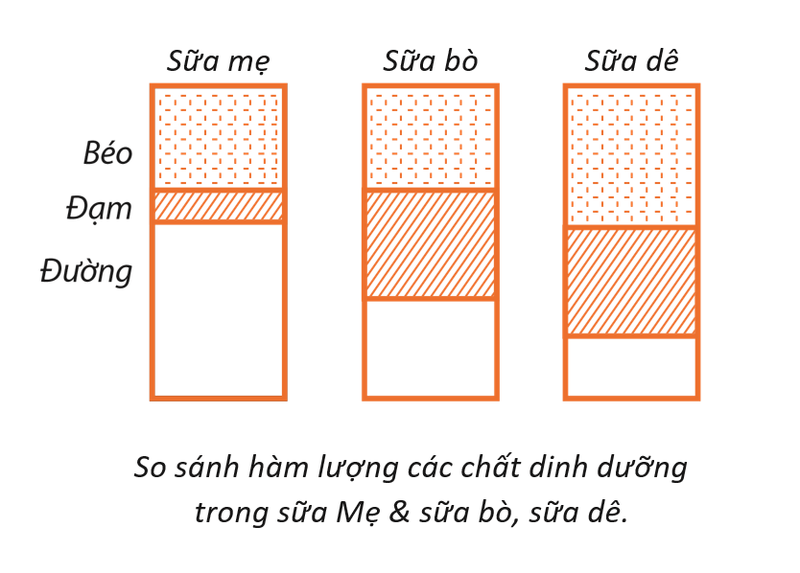 Sữa mẹ
Sữa bò
Sữa dê
Béo
Đạm
Đường
So sánh hàm lượng các chất dinh dưỡng
trong sữa Mẹ & sữa bò, sữa dê.